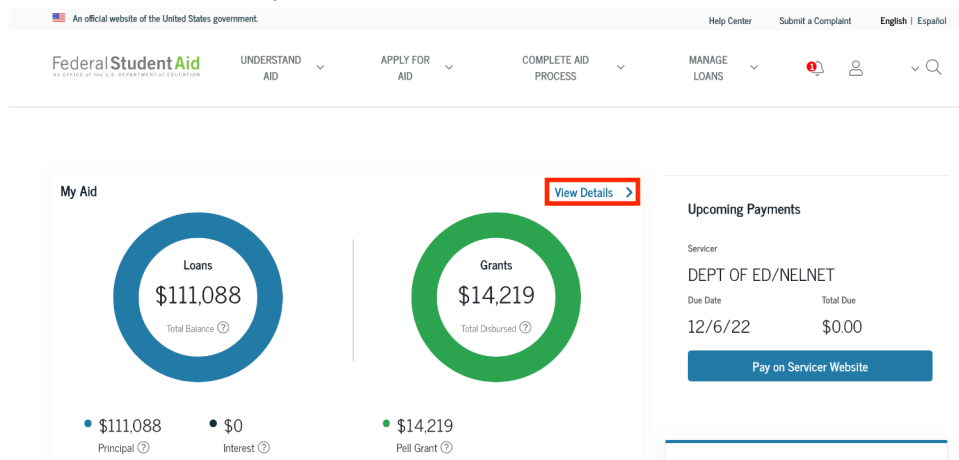 An official website of the United States government.
Help Center Submit a Complaint English | Español
Federal Student Aid
An OFFICE of the U.S. DEPARTMENT of EDUCATION
UNDERSTAND AID
APPLY FOR AID
COMPLETE AID PROCESS
MANAGE LOANS
1
My Aid
View Details
Loans
$111,088
Total Balance ?
Grants
$14,219
Total Disbursed ?
$111,088
Principal ?
$0
Interest ?
$14,219
Pell Grant ?
Upcoming Payments
Servicer
DEPT OF ED/NELNET
Due Date Total Due
12/6/22 $0.00
Pay on Servicer Website